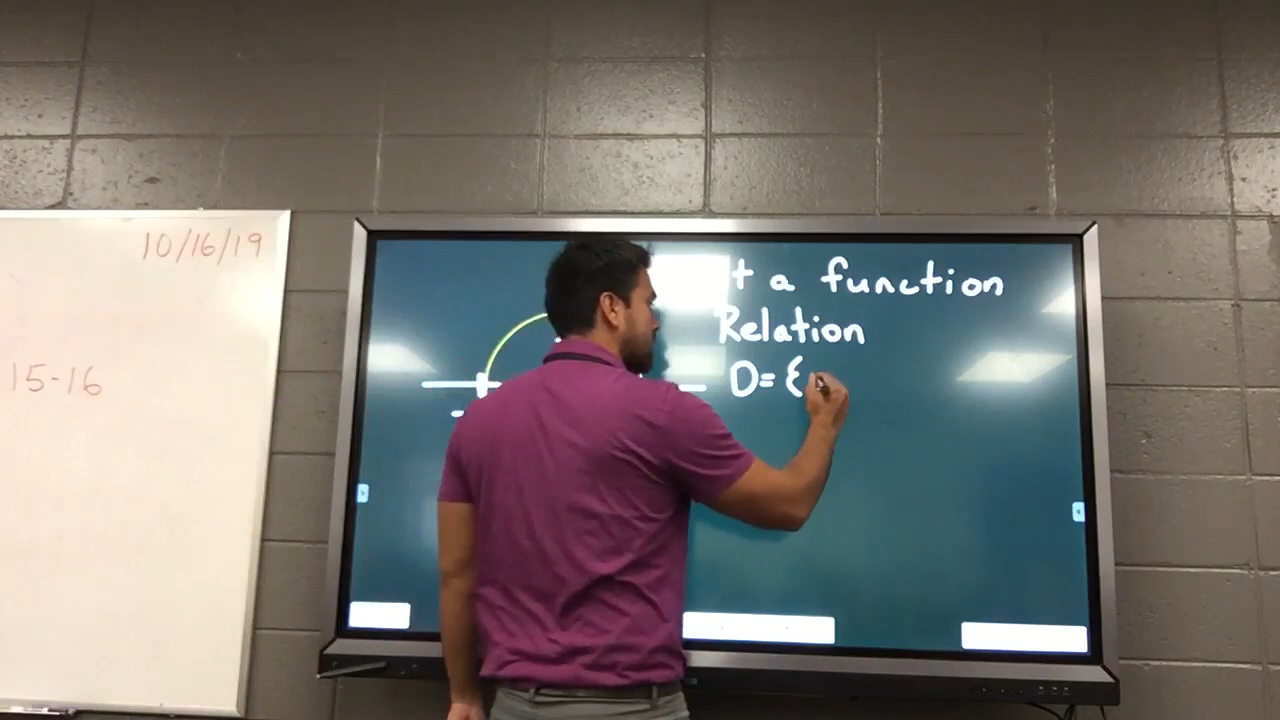 10/16/19
15-16
t a function
Relation
D= {